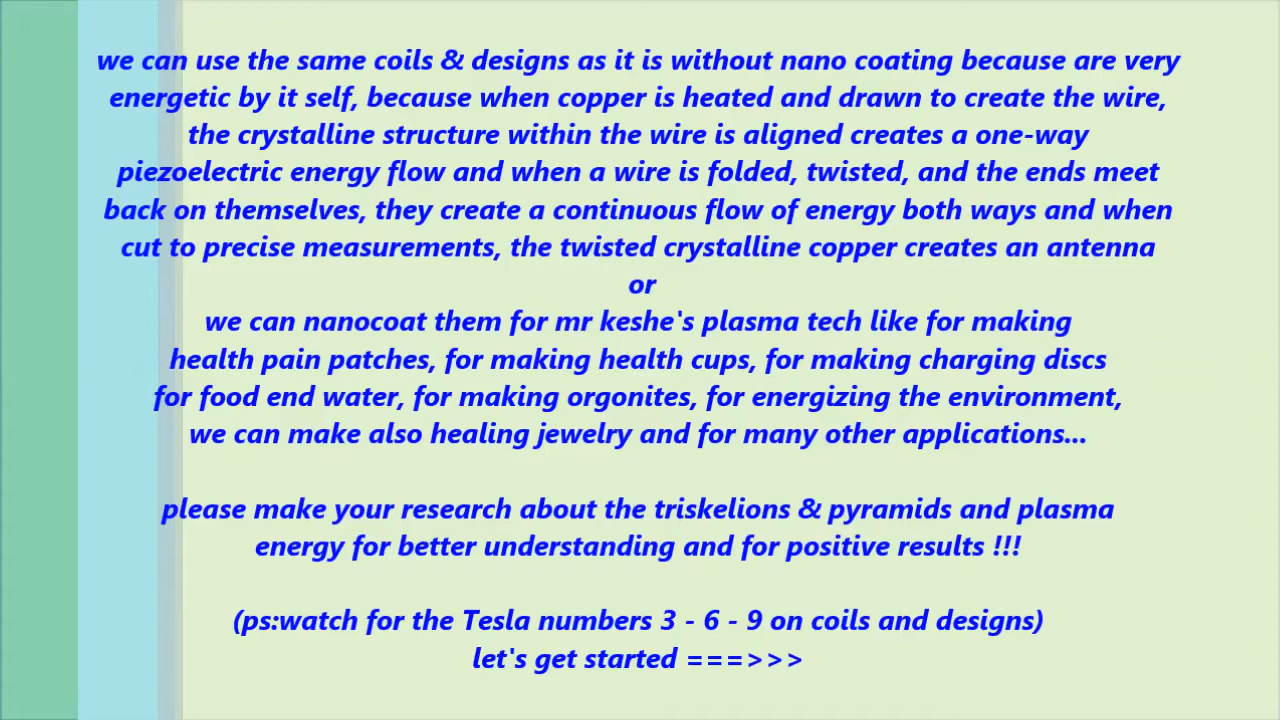 we can use the same coils & designs as it is without nano coating because are very
energetic by it self, because when copper is heated and drawn to create the wire,
the crystalline structure within the wire is aligned creates a one-way
piezoelectric energy flow and when a wire is folded, twisted, and the ends meet
back on themselves, they create a continuous flow of energy both ways and when
cut to precise measurements, the twisted crystalline copper creates an antenna
or
we can nanocoat them for mr keshe's plasma tech like for making
health pain patches, for making health cups, for making charging discs
for food end water, for making orgonites, for energizing the environment,
we can make also healing jewelry and for many other applications...
please make your research about the triskelions & pyramids and plasma
energy for better understanding and for positive results !!!
(ps:watch for the Tesla numbers 3 - 6 - 9 on coils and designs)
let's get started ===>>>